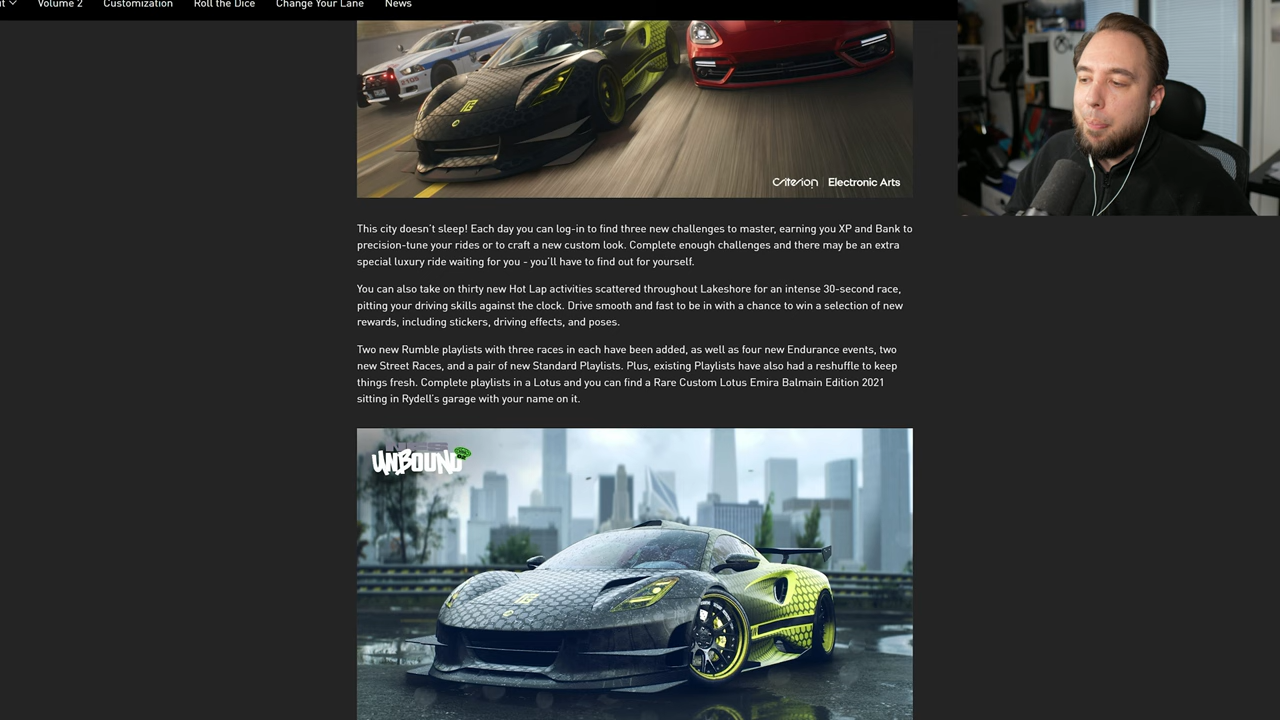 Volume 2 Customization Roll the Dice Change Your Lane News
Criterion Electronic Arts
This city doesn't sleep! Each day you can log-in to find three new challenges to master, earning you XP and Bank to
precision-tune your rides or to craft a new custom look. Complete enough challenges and there may be an extra
special luxury ride waiting for you - you'll have to find out for yourself.
You can also take on thirty new Hot Lap activities scattered throughout Lakeshore for an intense 30-second race,
pitting your driving skills against the clock. Drive smooth and fast to be in with a chance to win a selection of new
rewards, including stickers, driving effects, and poses.
Two new Rumble playlists with three races in each have been added, as well as four new Endurance events, two
new Street Races, and a pair of new Standard Playlists. Plus, existing Playlists have also had a reshuffle to keep
things fresh. Complete playlists in a Lotus and you can find a Rare Custom Lotus Emira Balmain Edition 2021
sitting in Rydell's garage with your name on it.
NFS
UNBOUND